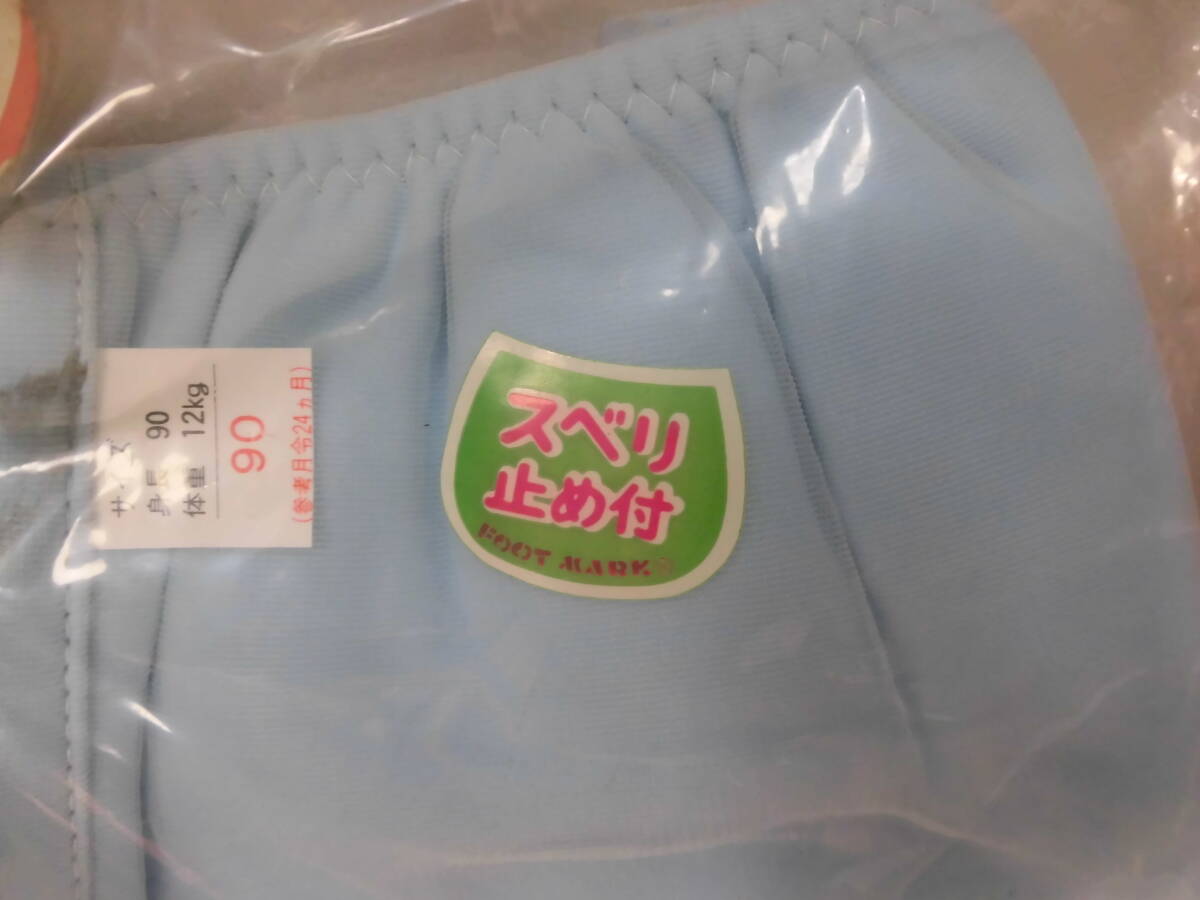 サイズ
身長 90
体重 12kg
90
(参考月令24ヵ月)
スベリ
止め付
FOOT MARK®